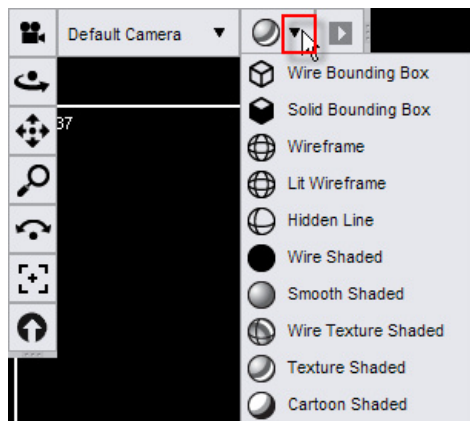 Default Camera
37
Wire Bounding Box
Solid Bounding Box
Wireframe
Lit Wireframe
Hidden Line
Wire Shaded
Smooth Shaded
Wire Texture Shaded
Texture Shaded
Cartoon Shaded